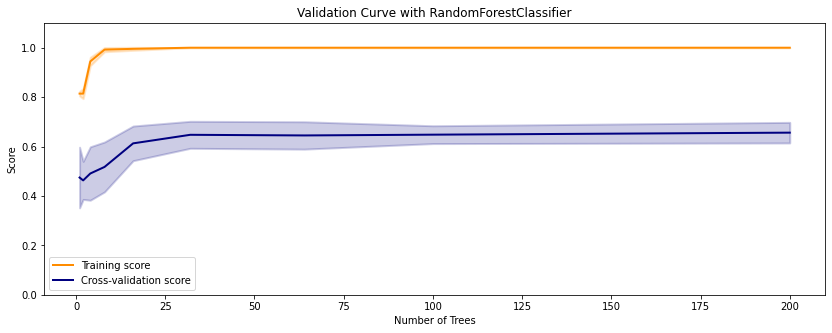 Validation Curve with RandomForestClassifier
1.0
0.8
0.6
0.4
0.2
0.0
Score
Training score
Cross-validation score
0 25 50 75 100 125 150 175 200
Number of Trees